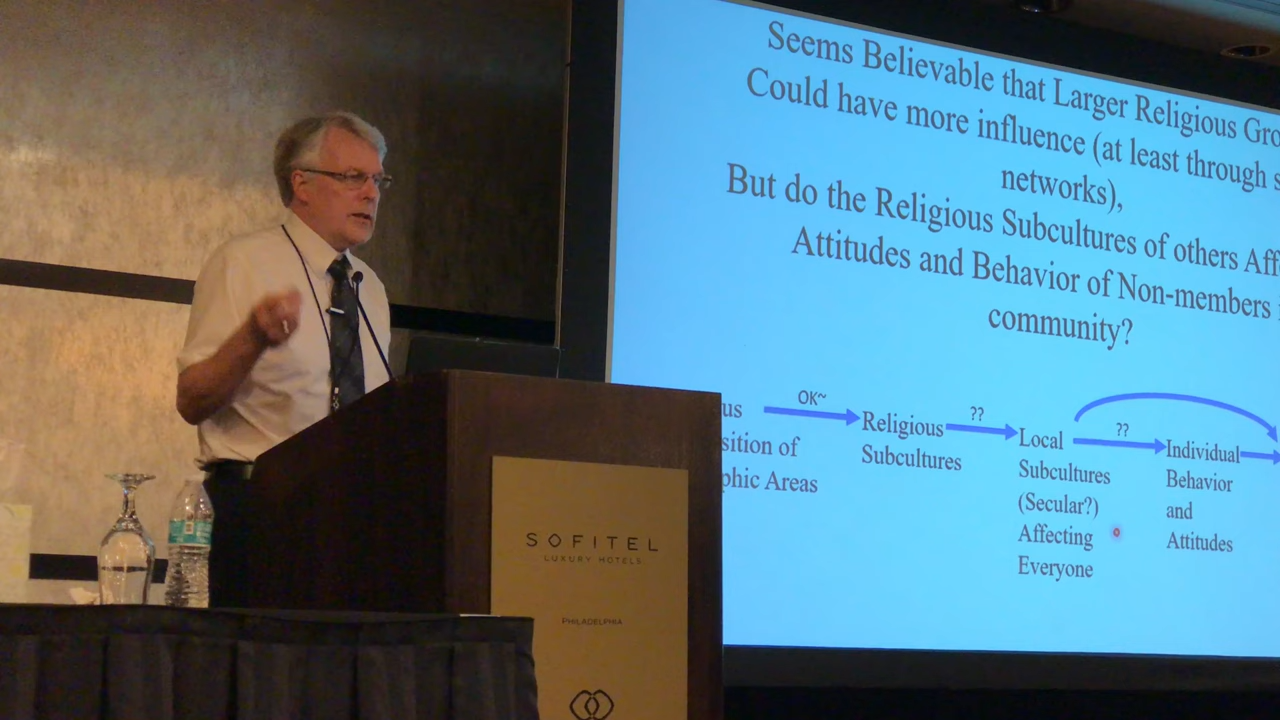 Seems Believable that Larger Religious Gro
Could have more influence (at least through s
networks),
But do the Religious Subcultures of others Aff
Attitudes and Behavior of Non-members
community?
us
sition of
phic Areas
OK~
Religious
Subcultures
??
Local
Subcultures
(Secular?)
Affecting
Everyone
??
Individual
Behavior
and
Attitudes
SOFITEL
LUXURY HOTELS
PHILADELPHIA